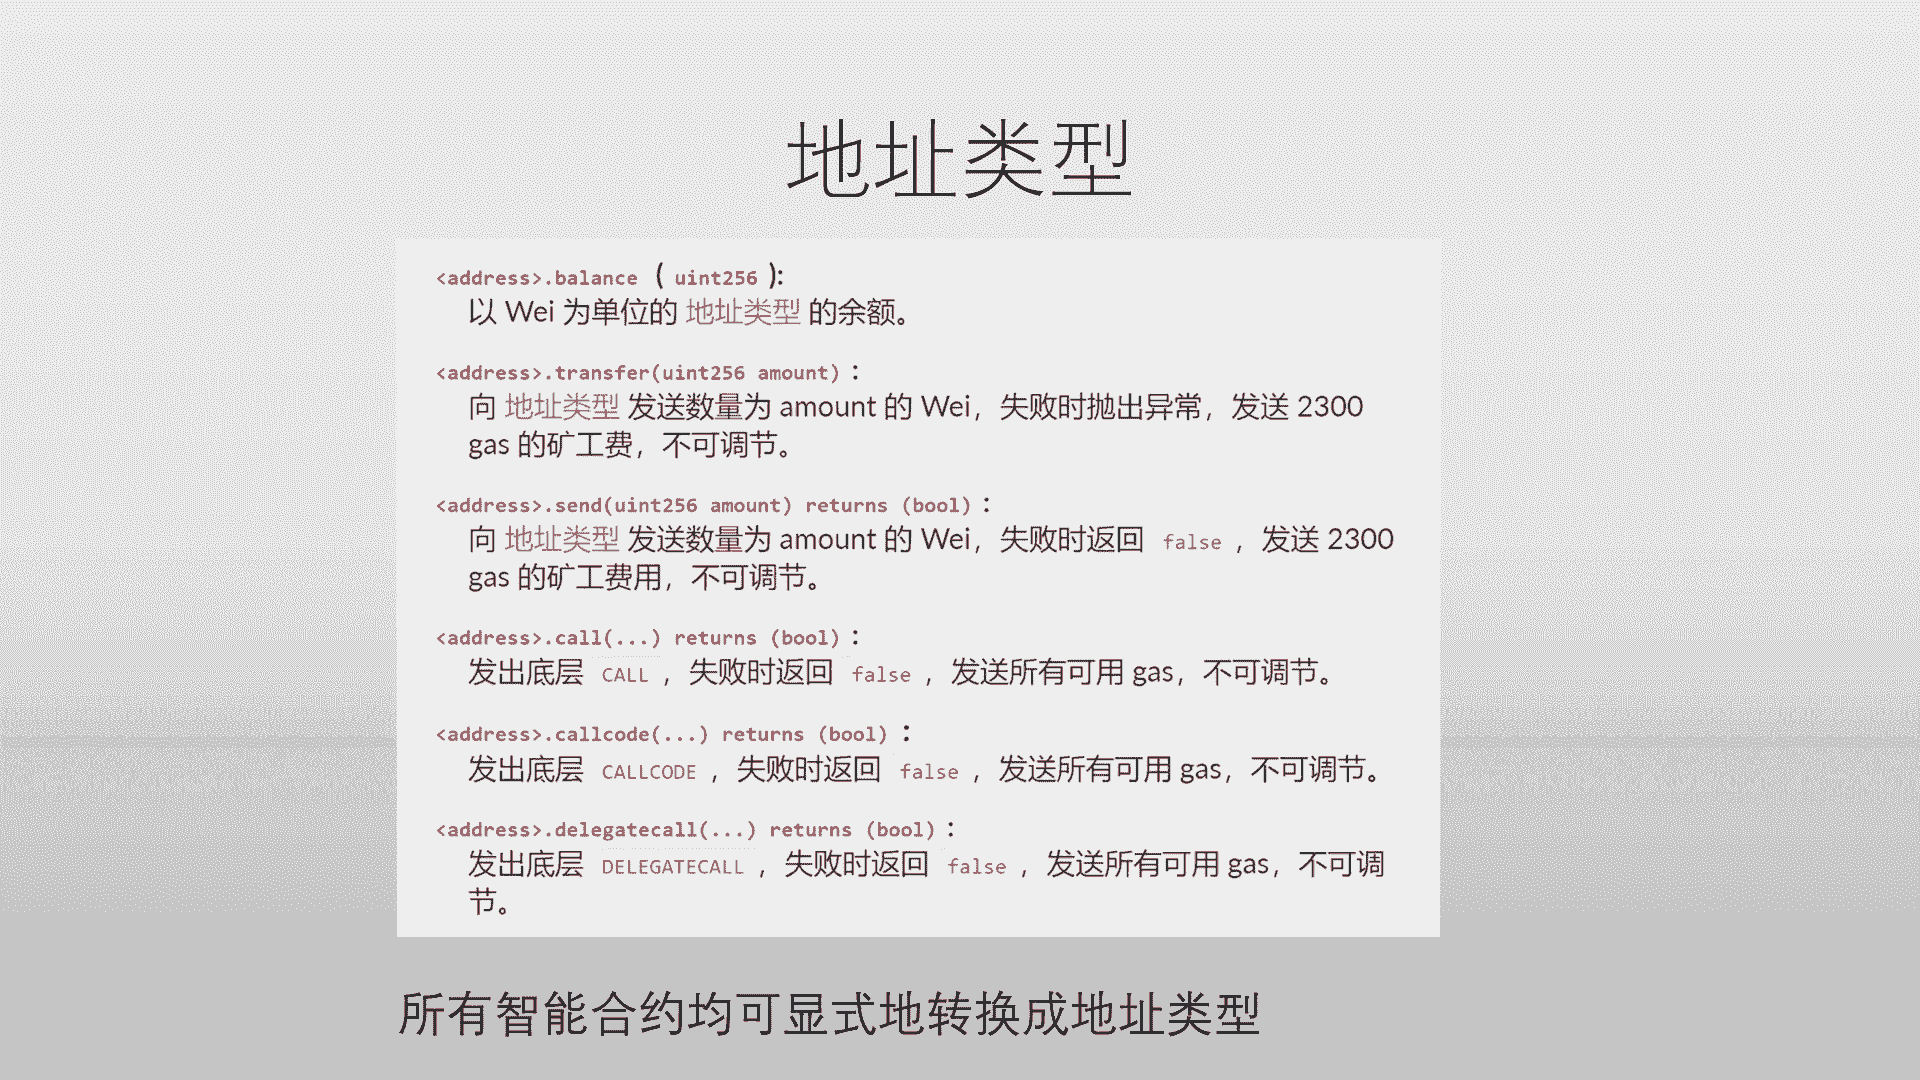 地址类型
<address>.balance ( uint256 ):
以 Wei 为单位的 地址类型 的余额。
<address>.transfer(uint256 amount) :
向 地址类型 发送数量为 amount 的 Wei，失败时抛出异常，发送 2300
gas 的矿工费，不可调节。
<address>.send(uint256 amount) returns (bool) :
向 地址类型 发送数量为 amount 的 Wei，失败时返回 false ，发送 2300
gas 的矿工费用，不可调节。
<address>.call(...) returns (bool) :
发出底层 CALL ，失败时返回 false ，发送所有可用 gas，不可调节。
<address>.callcode(...) returns (bool) :
发出底层 CALLCODE ，失败时返回 false ，发送所有可用 gas，不可调节。
<address>.delegatecall(...) returns (bool) :
发出底层 DELEGATECALL ，失败时返回 false ，发送所有可用 gas，不可调
节。
所有智能合约均可显式地转换成地址类型